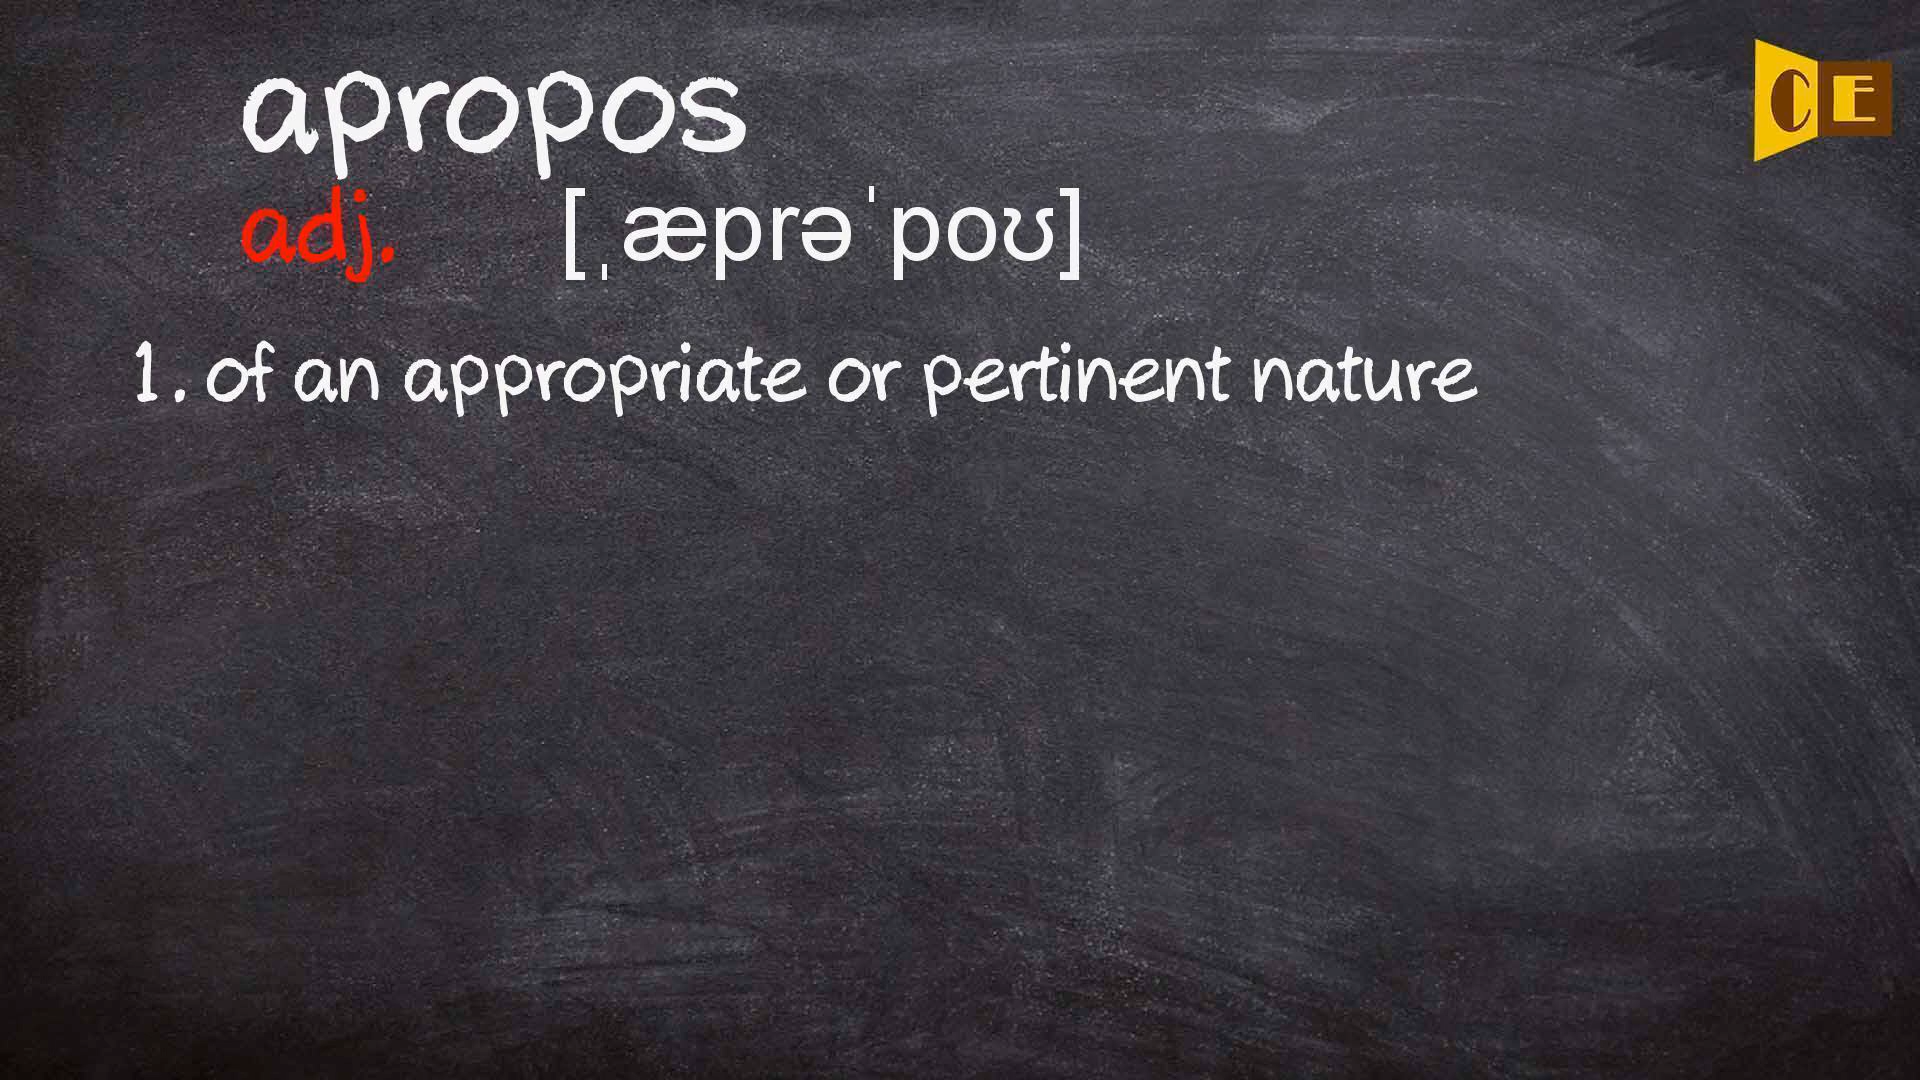 apropos
CE
adj. [ˌæprəˈpoʊ]
1. of an appropriate or pertinent nature